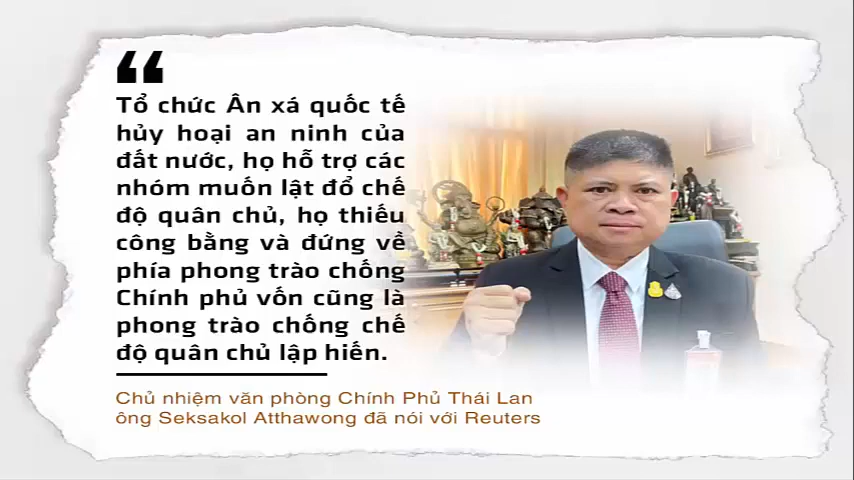 “
Tổ chức Ân xá quốc tế
hủy hoại an ninh của
đất nước, họ hỗ trợ các
nhóm muốn lật đổ chế
độ quân chủ, họ thiếu
công bằng và đứng về
phía phong trào chống
Chính phủ vốn cũng là
phong trào chống chế
độ quân chủ lập hiến.
Chủ nhiệm văn phòng Chính Phủ Thái Lan
ông Seksakol Atthawong đã nói với Reuters